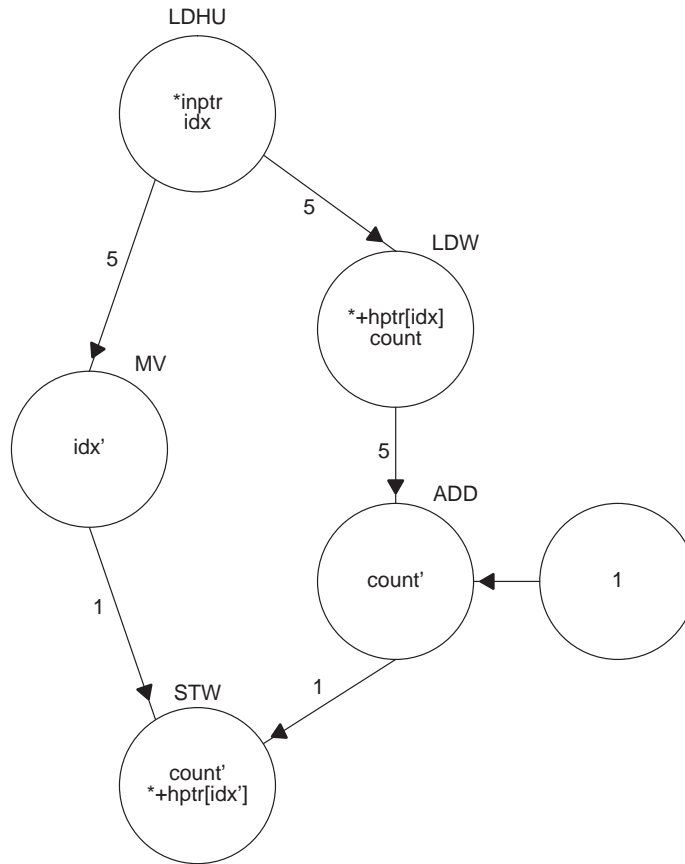 LDHU
*inptr
idx
5
5
LDW
*+hptr[idx]
count
MV
idx’
5
ADD
count’
1
1
1
STW
count’
*+hptr[idx’]